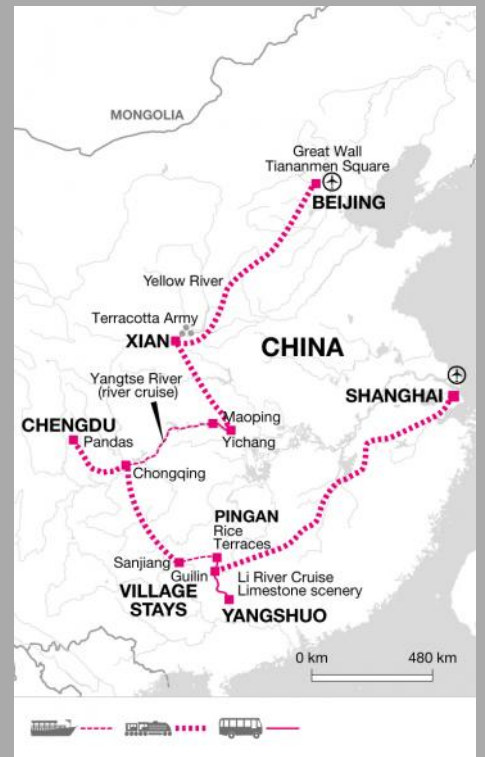 MONGOLIA
Great Wall
Tiananmen Square
BEIJING
Yellow River
Terracotta Army
XIAN
CHINA
Yangtse River
(river cruise)
SHANGHAI
CHENGDU
Pandas
Maoping
Yichang
Chongqing
PINGAN
Rice
Terraces
Sanjiang
Guilin
VILLAGE
STAYS
Li River Cruise
Limestone scenery
YANGSHUO
0 km
480 km